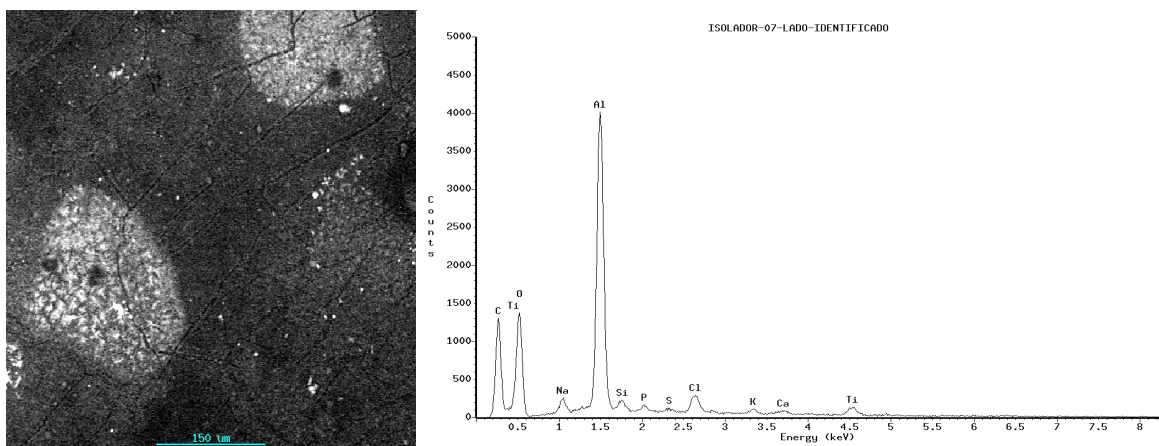 150 um
ISOLADOR-07-LADO-IDENTIFICADO
5000
4500
4000
3500
3000
2500
2000
1500
1000
500
0
Counts
C
O
Ti
Na
Al
Si
P
S
Cl
K
Ca
Ti
0.5 1 1.5 2 2.5 3 3.5 4 4.5 5 5.5 6 6.5 7 7.5 8
Energy (keV)